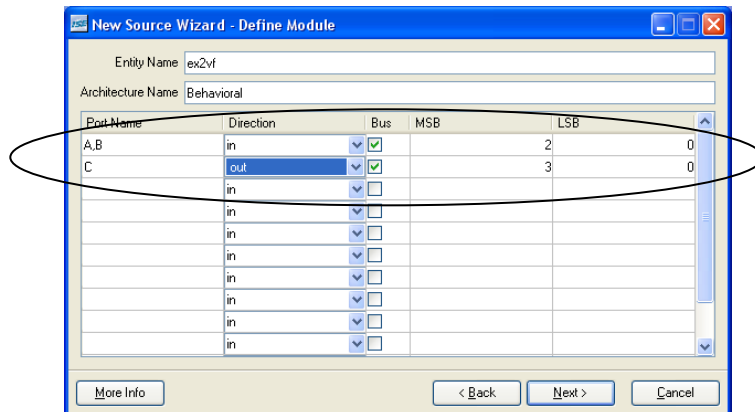 New Source Wizard - Define Module
Entity Name ex2vf
Architecture Name Behavioral
Port Name Direction Bus MSB LSB
A,B in 2 0
C out 3 0
in
in
in
in
in
in
in
in
More Info < Back Next > Cancel